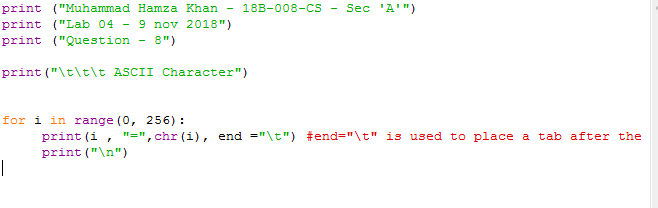 print ("Muhammad Hamza Khan - 18B-008-CS - Sec 'A'")
print ("Lab 04 - 9 nov 2018")
print ("Question - 8")
print("\t\t\t ASCII Character")
for i in range(0, 256):
print(i , "=",chr(i), end ="\t") #end="\t" is used to place a tab after the
print("\n")